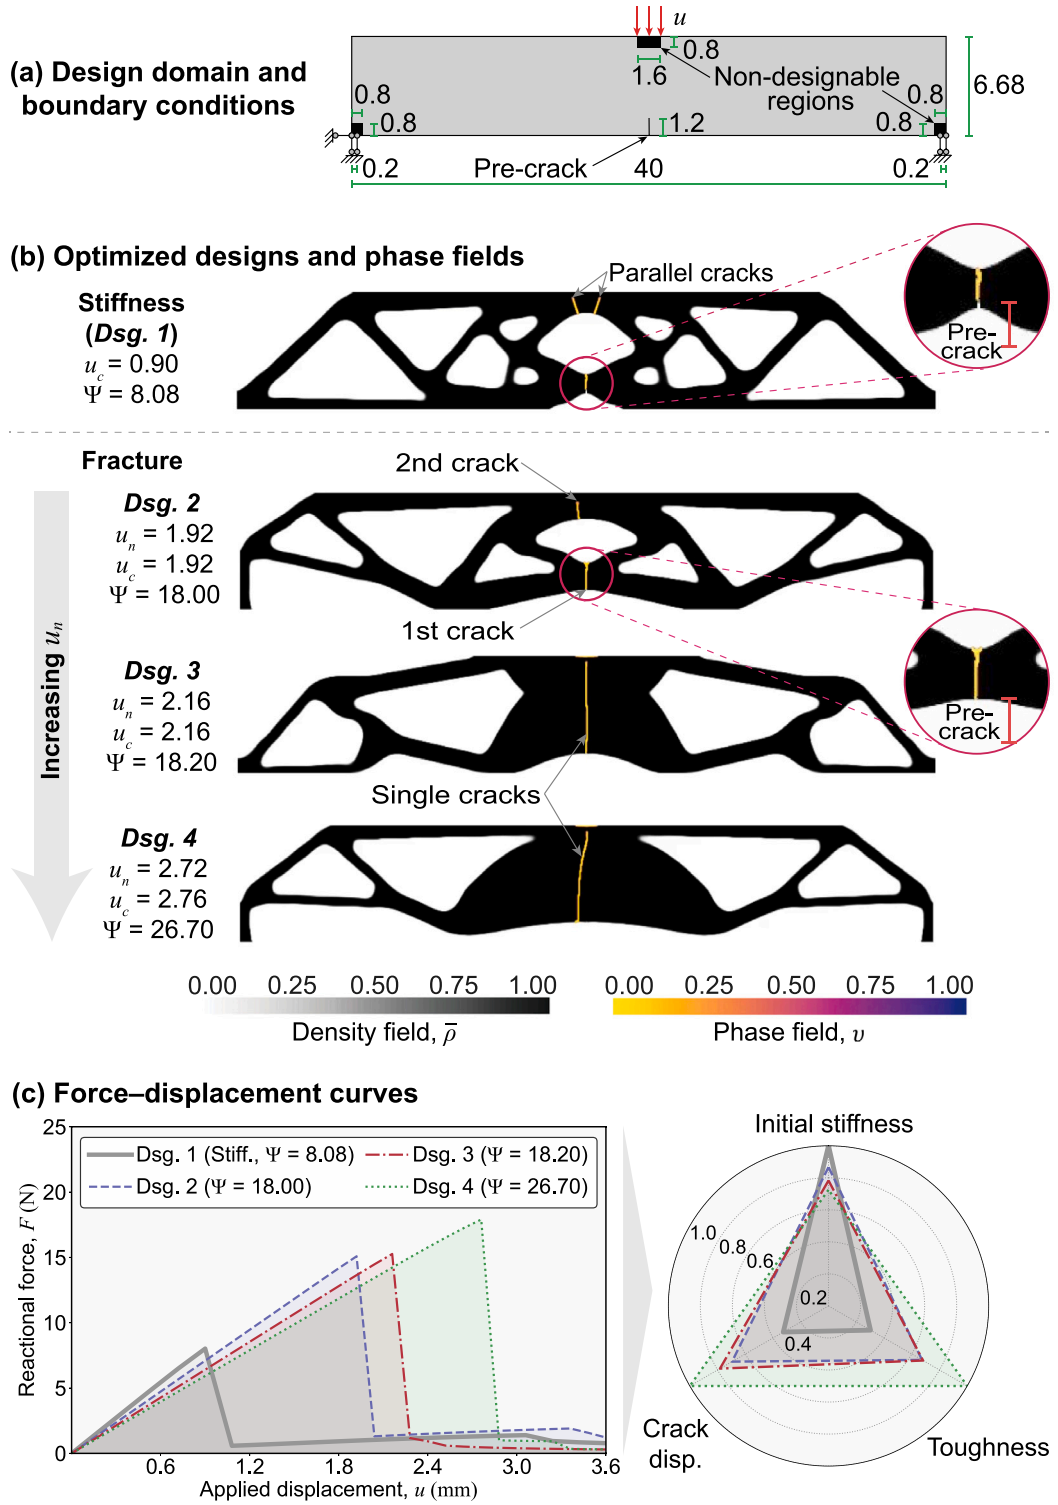 (a) Design domain and
boundary conditions
u
0.8
1.6
Non-designable
regions
6.68
0.8
0.8
0.8
0.8
1.2
Pre-crack
0.2
40
0.2
(b) Optimized designs and phase fields
Stiffness
(Dsg. 1)
u_c = 0.90
Ψ = 8.08
Parallel cracks
Pre-
crack
Fracture
Increasing u_n
Dsg. 2
u_n = 1.92
u_c = 1.92
Ψ = 18.00
2nd crack
1st crack
Pre-
crack
Dsg. 3
u_n = 2.16
u_c = 2.16
Ψ = 18.20
Single cracks
Dsg. 4
u_n = 2.72
u_c = 2.76
Ψ = 26.70
0.00 0.25 0.50 0.75 1.00
Density field, ρ̄
0.00 0.25 0.50 0.75 1.00
Phase field, υ
(c) Force–displacement curves
25
20
15
10
5
0
Reactional force, F (N)
Dsg. 1 (Stiff., Ψ = 8.08)
Dsg. 2 (Ψ = 18.00)
Dsg. 3 (Ψ = 18.20)
Dsg. 4 (Ψ = 26.70)
0.6 1.2 1.8 2.4 3.0 3.6
Applied displacement, u (mm)
Initial stiffness
1.0
0.8
0.6
0.2
0.4
Crack
disp.
Toughness